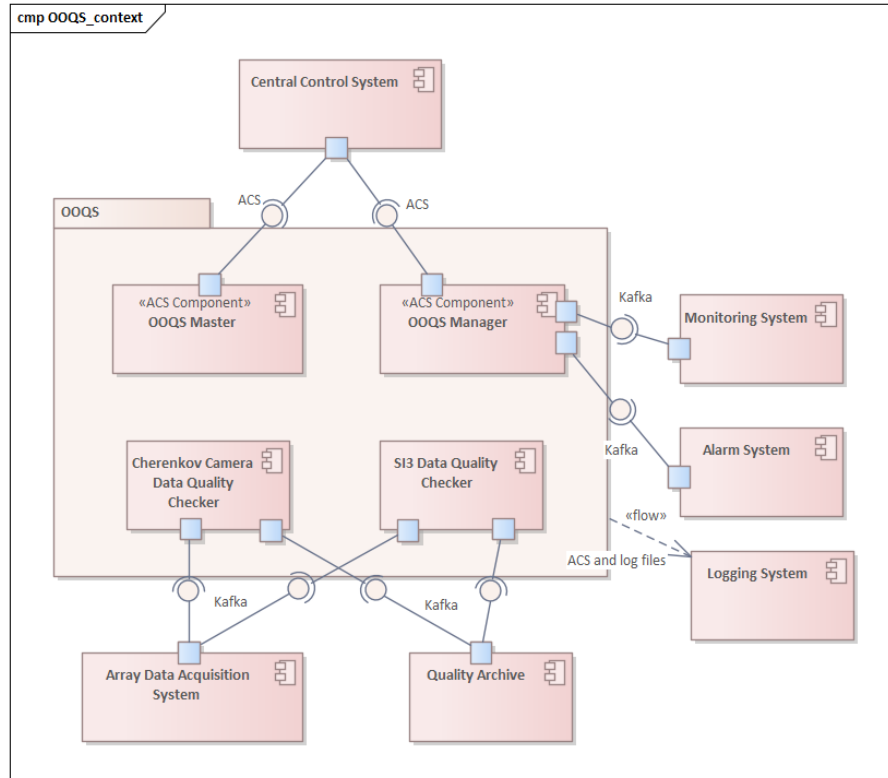 cmp OOQS_context
Central Control System
ACS
ACS
OOQS
«ACS Component»
OOQS Master
«ACS Component»
OOQS Manager
Kafka
Monitoring System
Cherenkov Camera
Data Quality
Checker
SI3 Data Quality
Checker
Kafka
Alarm System
«flow»
ACS and log files
Logging System
Kafka
Kafka
Array Data Acquisition
System
Quality Archive